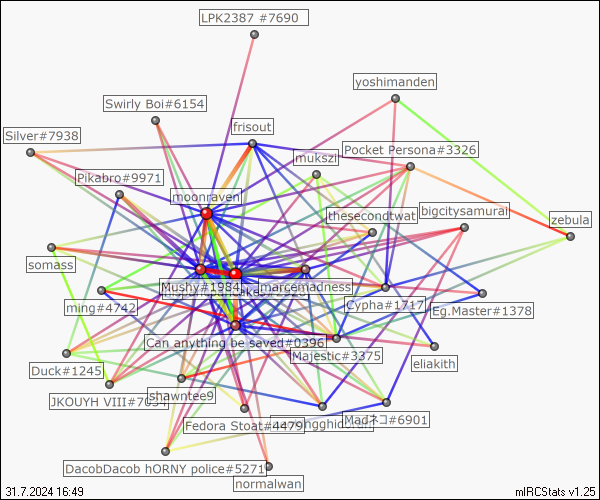 LPK2387 #7690
yoshimanden
Swirly Boi#6154
frisout
Silver#7938
Pocket Persona#3326
mukszi
Pikabro#9971
moonraven
thesecondtwat
bigcitysamurai
zebula
somass
Mushy#1984
marcemadness
ming#4742
Cypha#1717
Eg.Master#1378
Can anything be saved#0396
Majestic#3375
eliakith
Duck#1245
JKOUYH VIII#7094
shawntee9
Fedora Stoat#4479
Madネコ#6901
DacobDacob hORNY police#5271
normalwan
31.7.2024 16:49
mIRCStats v1.25